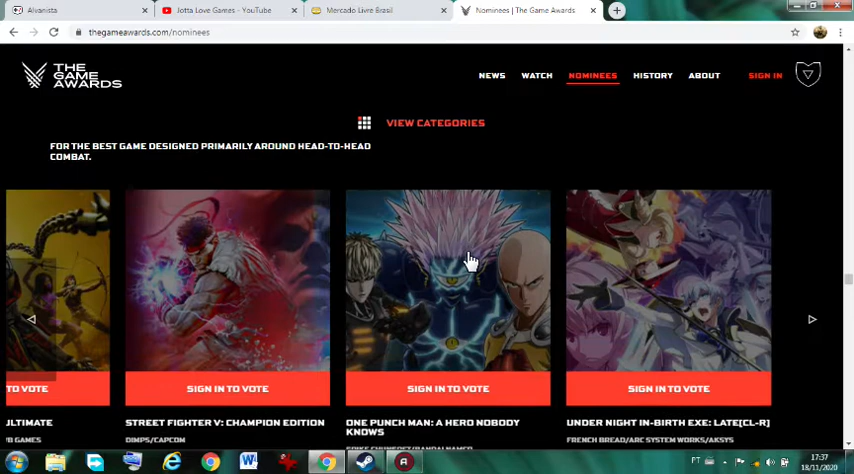 Alvanista
Jotta Love Games - YouTube
Mercado Livre Brasil
Nominees | The Game Awards
thegameawards.com/nominees
THE
GAME
AWARDS
NEWS
WATCH
NOMINEES
HISTORY
ABOUT
SIGN IN
VIEW CATEGORIES
FOR THE BEST GAME DESIGNED PRIMARILY AROUND HEAD-TO-HEAD
COMBAT.
TO VOTE
SIGN IN TO VOTE
SIGN IN TO VOTE
SIGN IN TO VOTE
ULTIMATE
GAMES
STREET FIGHTER V: CHAMPION EDITION
DIMPS/CAPCOM
ONE PUNCH MAN: A HERO NOBODY
KNOWS
UNDER NIGHT IN-BIRTH EXE: LATE[CL-R]
FRENCH BREAD/ARC SYSTEM WORKS/AKSYS
PT
17:37
18/11/2020